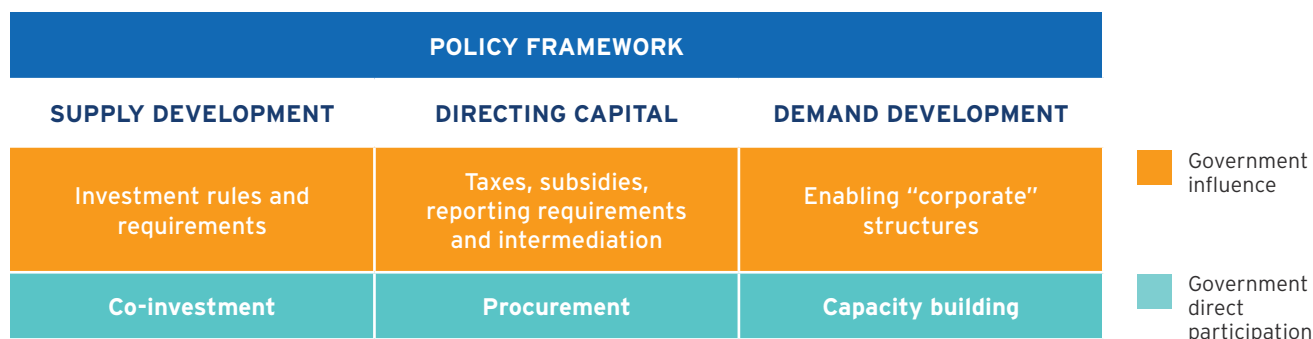 POLICY FRAMEWORK
SUPPLY DEVELOPMENT
DIRECTING CAPITAL
DEMAND DEVELOPMENT
Investment rules and
requirements
Taxes, subsidies,
reporting requirements
and intermediation
Enabling “corporate”
structures
Co-investment
Procurement
Capacity building
Government
influence
Government
direct
participation